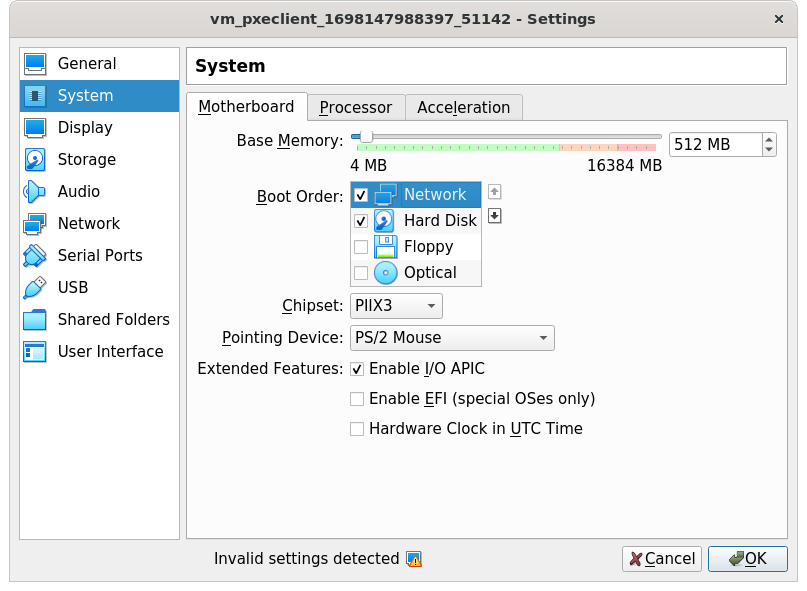 vm_pxeclient_1698147988397_51142 - Settings
General
System
Display
Storage
Audio
Network
Serial Ports
USB
Shared Folders
User Interface
System
Motherboard Processor Acceleration
Base Memory: 512 MB
4 MB 16384 MB
Boot Order: Network
Hard Disk
Floppy
Optical
Chipset: PIIX3
Pointing Device: PS/2 Mouse
Extended Features: Enable I/O APIC
Enable EFI (special OSes only)
Hardware Clock in UTC Time
Invalid settings detected Cancel OK